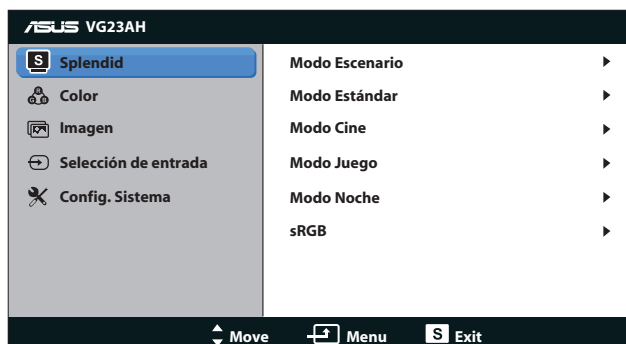 ASUS VG23AH
S Splendid
Color
Imagen
Selección de entrada
Config. Sistema
Modo Escenario
Modo Estándar
Modo Cine
Modo Juego
Modo Noche
sRGB
Move Menu S Exit